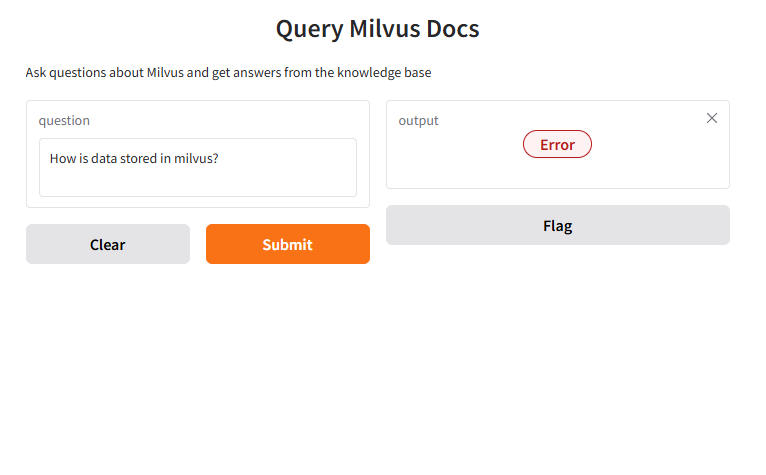 Query Milvus Docs
Ask questions about Milvus and get answers from the knowledge base
question
How is data stored in milvus?
Clear
Submit
output
Error
Flag